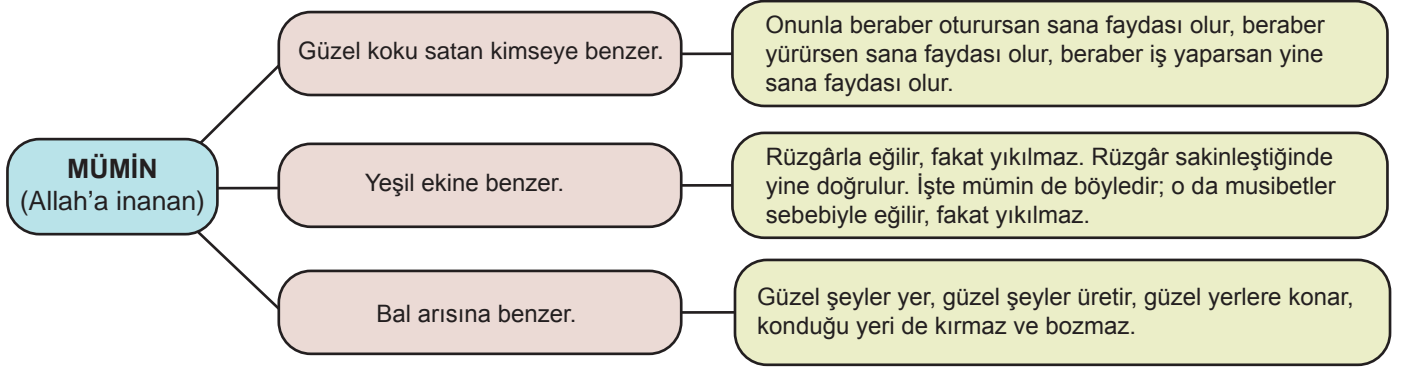 MÜMİN
(Allah’a inanan)
Güzel koku satan kimseye benzer.
Onunla beraber oturursan sana faydası olur, beraber
yürürsen sana faydası olur, beraber iş yaparsan yine
sana faydası olur.
Yeşil ekine benzer.
Rüzgârla eğilir, fakat yıkılmaz. Rüzgâr sakinleştiğinde
yine doğrulur. İşte mümin de böyledir; o da musibetler
sebebiyle eğilir, fakat yıkılmaz.
Bal arısına benzer.
Güzel şeyler yer, güzel şeyler üretir, güzel yerlere konar,
konduğu yeri de kırmaz ve bozmaz.